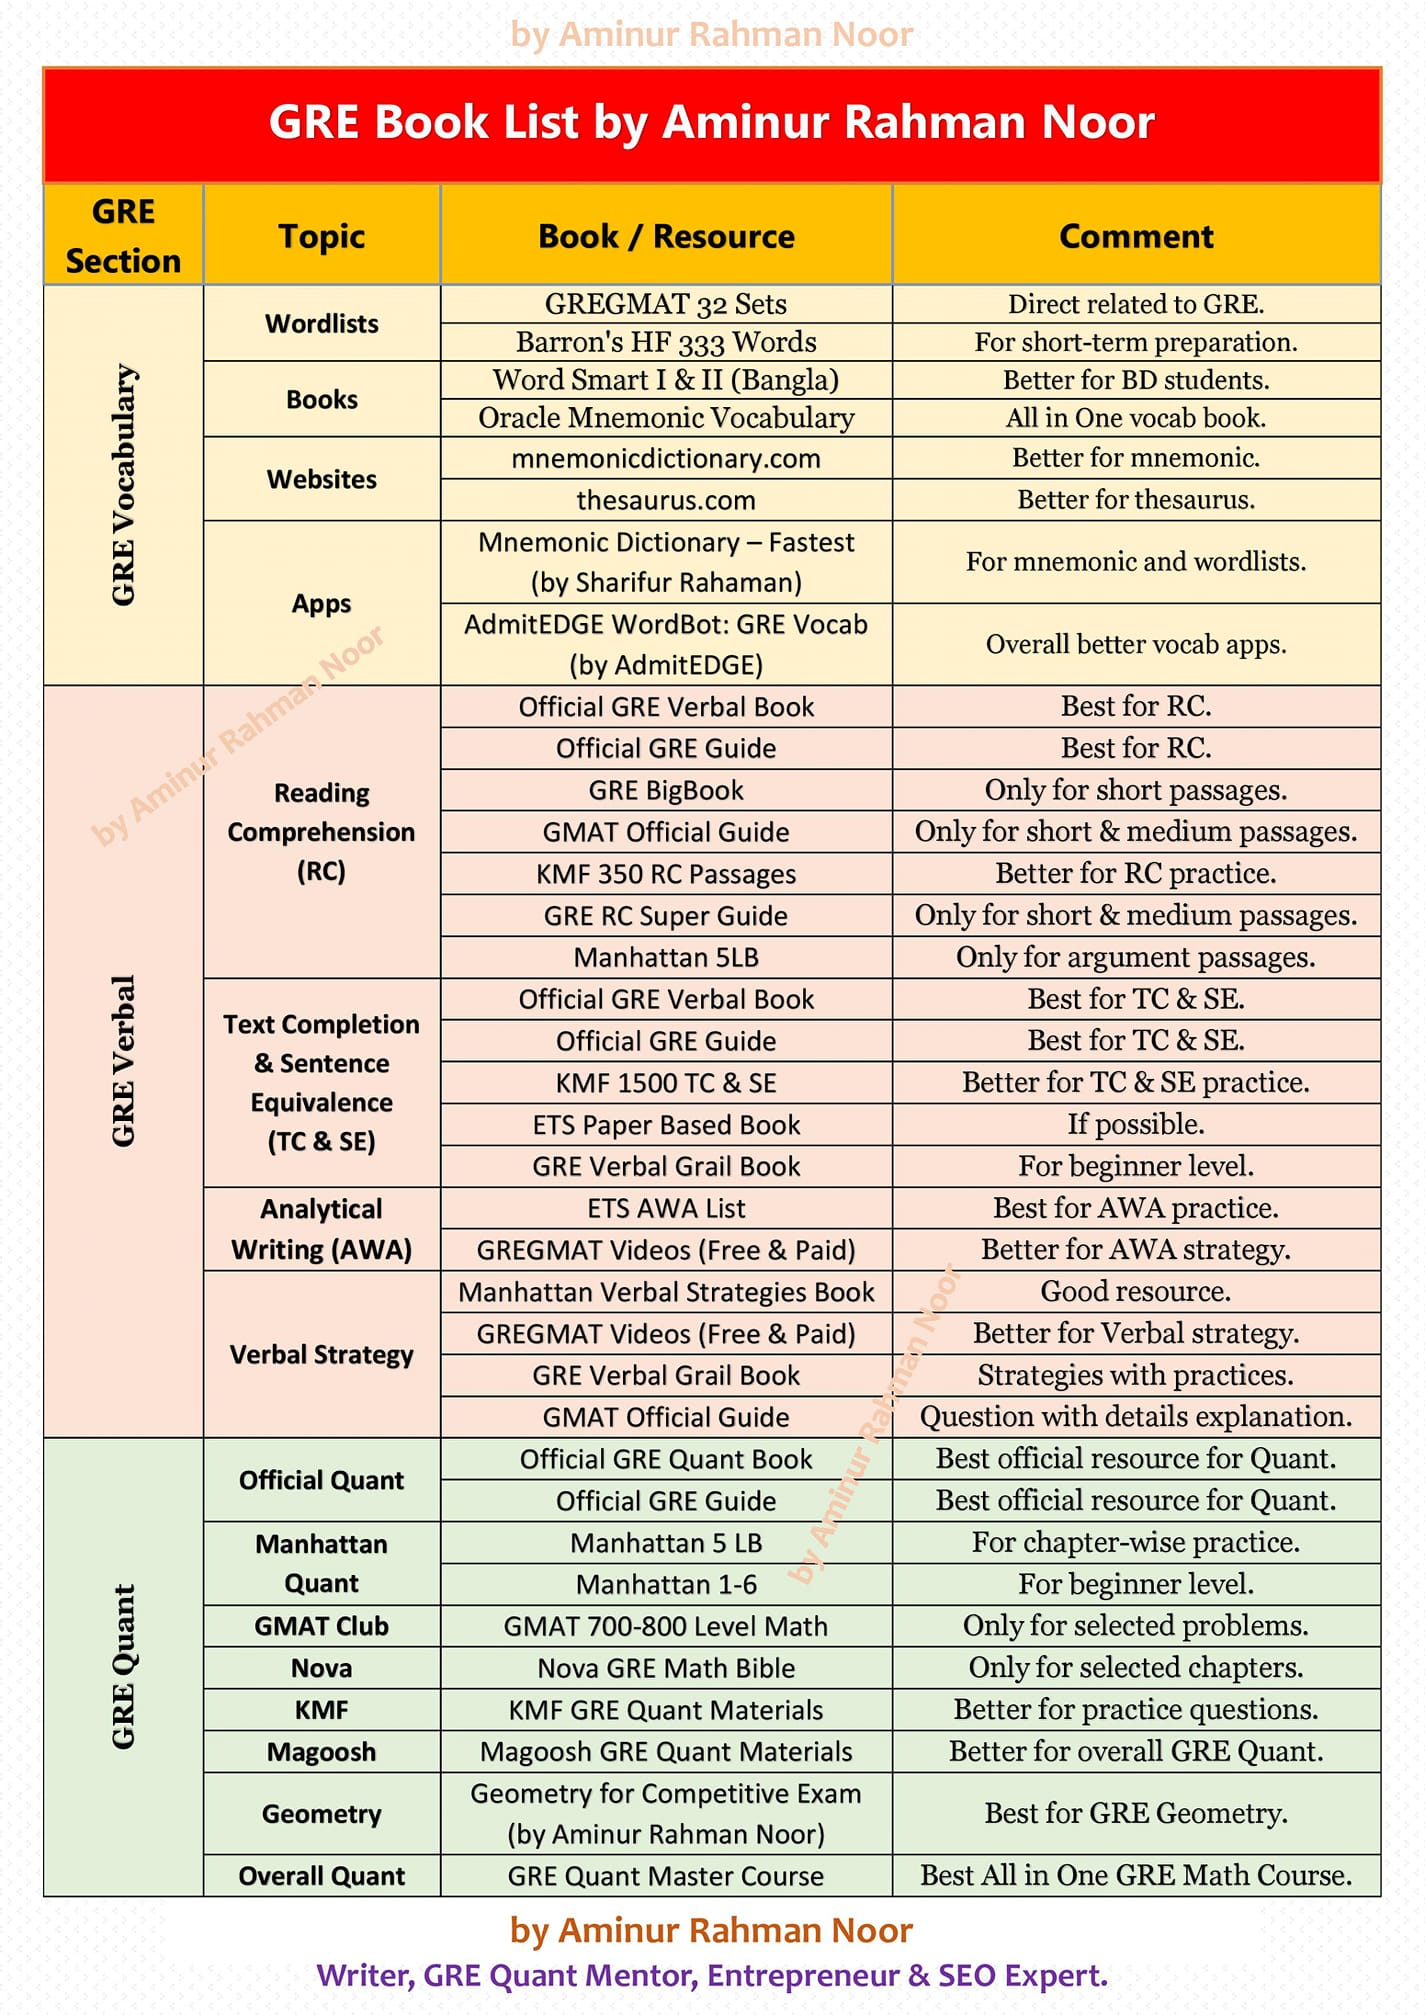 by Aminur Rahman Noor
GRE Book List by Aminur Rahman Noor
GRE
Section
Topic
Book / Resource
Comment
GRE Vocabulary
Wordlists
GREGMAT 32 Sets
Direct related to GRE.
Barron's HF 333 Words
For short-term preparation.
Books
Word Smart I & II (Bangla)
Better for BD students.
Oracle Mnemonic Vocabulary
All in One vocab book.
Websites
mnemonicdictionary.com
Better for mnemonic.
thesaurus.com
Better for thesaurus.
Apps
Mnemonic Dictionary – Fastest
(by Sharifur Rahaman)
For mnemonic and wordlists.
AdmitEDGE WordBot: GRE Vocab
(by AdmitEDGE)
Overall better vocab apps.
by Aminur Rahman Noor
GRE Verbal
Reading
Comprehension
(RC)
Official GRE Verbal Book
Best for RC.
Official GRE Guide
Best for RC.
GRE BigBook
Only for short passages.
GMAT Official Guide
Only for short & medium passages.
KMF 350 RC Passages
Better for RC practice.
GRE RC Super Guide
Only for short & medium passages.
Manhattan 5LB
Only for argument passages.
Text Completion
& Sentence
Equivalence
(TC & SE)
Official GRE Verbal Book
Best for TC & SE.
Official GRE Guide
Best for TC & SE.
KMF 1500 TC & SE
Better for TC & SE practice.
ETS Paper Based Book
If possible.
GRE Verbal Grail Book
For beginner level.
Analytical
Writing (AWA)
ETS AWA List
Best for AWA practice.
GREGMAT Videos (Free & Paid)
Better for AWA strategy.
Verbal Strategy
Manhattan Verbal Strategies Book
Good resource.
GREGMAT Videos (Free & Paid)
Better for Verbal strategy.
GRE Verbal Grail Book
Strategies with practices.
GMAT Official Guide
Question with details explanation.
by Aminur Rahman Noor
GRE Quant
Official Quant
Official GRE Quant Book
Best official resource for Quant.
Official GRE Guide
Best official resource for Quant.
Manhattan
Quant
Manhattan 5 LB
For chapter-wise practice.
Manhattan 1-6
For beginner level.
GMAT Club
GMAT 700-800 Level Math
Only for selected problems.
Nova
Nova GRE Math Bible
Only for selected chapters.
KMF
KMF GRE Quant Materials
Better for practice questions.
Magoosh
Magoosh GRE Quant Materials
Better for overall GRE Quant.
Geometry
Geometry for Competitive Exam
(by Aminur Rahman Noor)
Best for GRE Geometry.
Overall Quant
GRE Quant Master Course
Best All in One GRE Math Course.
by Aminur Rahman Noor
Writer, GRE Quant Mentor, Entrepreneur & SEO Expert.